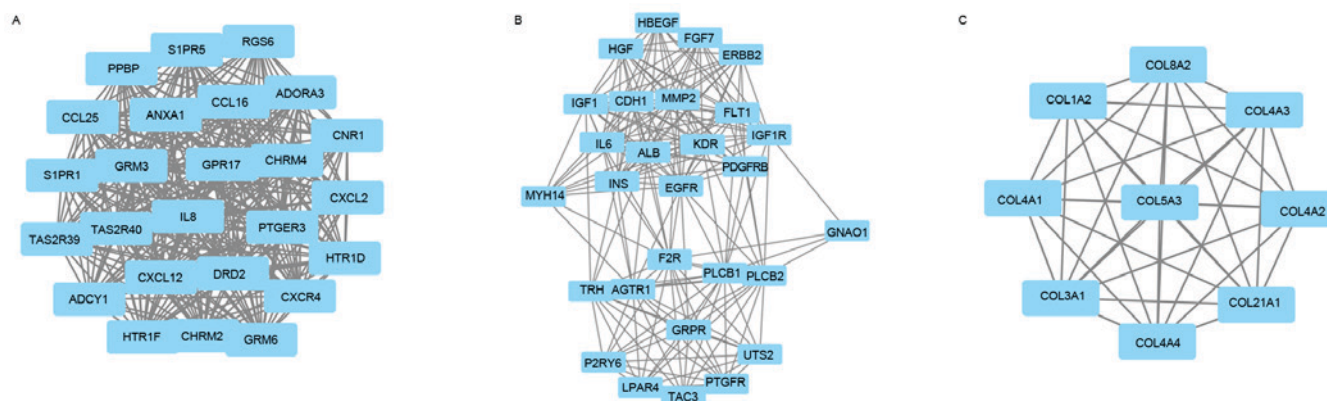 A
RGS6
S1PR5
PPBP
CCL16
ADORA3
ANXA1
CCL25
CNR1
GRM3
GPR17
CHRM4
S1PR1
CXCL2
IL8
PTGER3
TAS2R40
TAS2R39
HTR1D
CXCL12
DRD2
ADCY1
CXCR4
HTR1F
CHRM2
GRM6
B
HBEGF
FGF7
HGF
ERBB2
IGF1
CDH1
MMP2
FLT1
IGF1R
IL6
ALB
KDR
PDGFRB
INS
EGFR
MYH14
GNAO1
F2R
PLCB1
PLCB2
TRH
AGTR1
GRPR
UTS2
P2RY6
LPAR4
PTGFR
TAC3
C
COL8A2
COL1A2
COL4A3
COL4A1
COL5A3
COL4A2
COL3A1
COL21A1
COL4A4